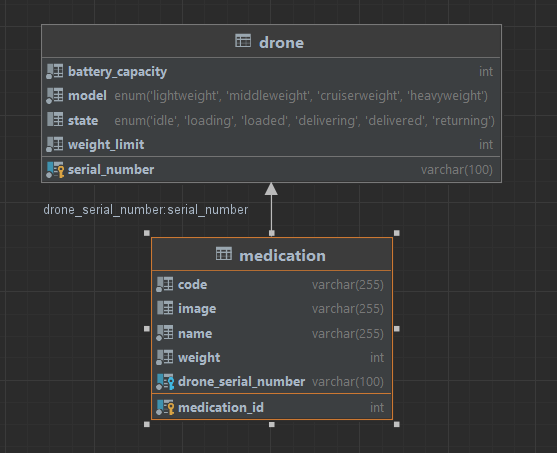 drone
battery_capacity int
model enum('lightweight', 'middleweight', 'cruiserweight', 'heavyweight')
state enum('idle', 'loading', 'loaded', 'delivering', 'delivered', 'returning')
weight_limit int
serial_number varchar(100)
drone_serial_number:serial_number
medication
code varchar(255)
image varchar(255)
name varchar(255)
weight int
drone_serial_number varchar(100)
medication_id int